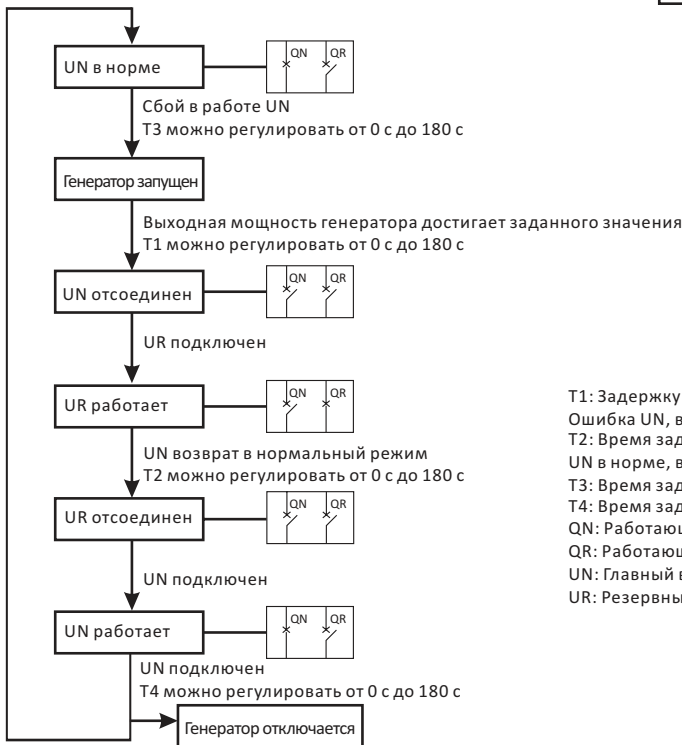 UN в норме
QN QR
Сбой в работе UN
T3 можно регулировать от 0 с до 180 с
Генератор запущен
Выходная мощность генератора достигает заданного значения
T1 можно регулировать от 0 с до 180 с
UN отсоединен
QN QR
UR подключен
UR работает
QN QR
UN возврат в нормальный режим
T2 можно регулировать от 0 с до 180 с
UR отсоединен
QN QR
UN подключен
UN работает
QN QR
UN подключен
T4 можно регулировать от 0 с до 180 с
Генератор отключается
T1: Задержку
Ошибка UN, в
T2: Время зад
UN в норме, в
T3: Время зад
T4: Время зад
QN: Работающ
QR: Работающ
UN: Главный в
UR: Резервны